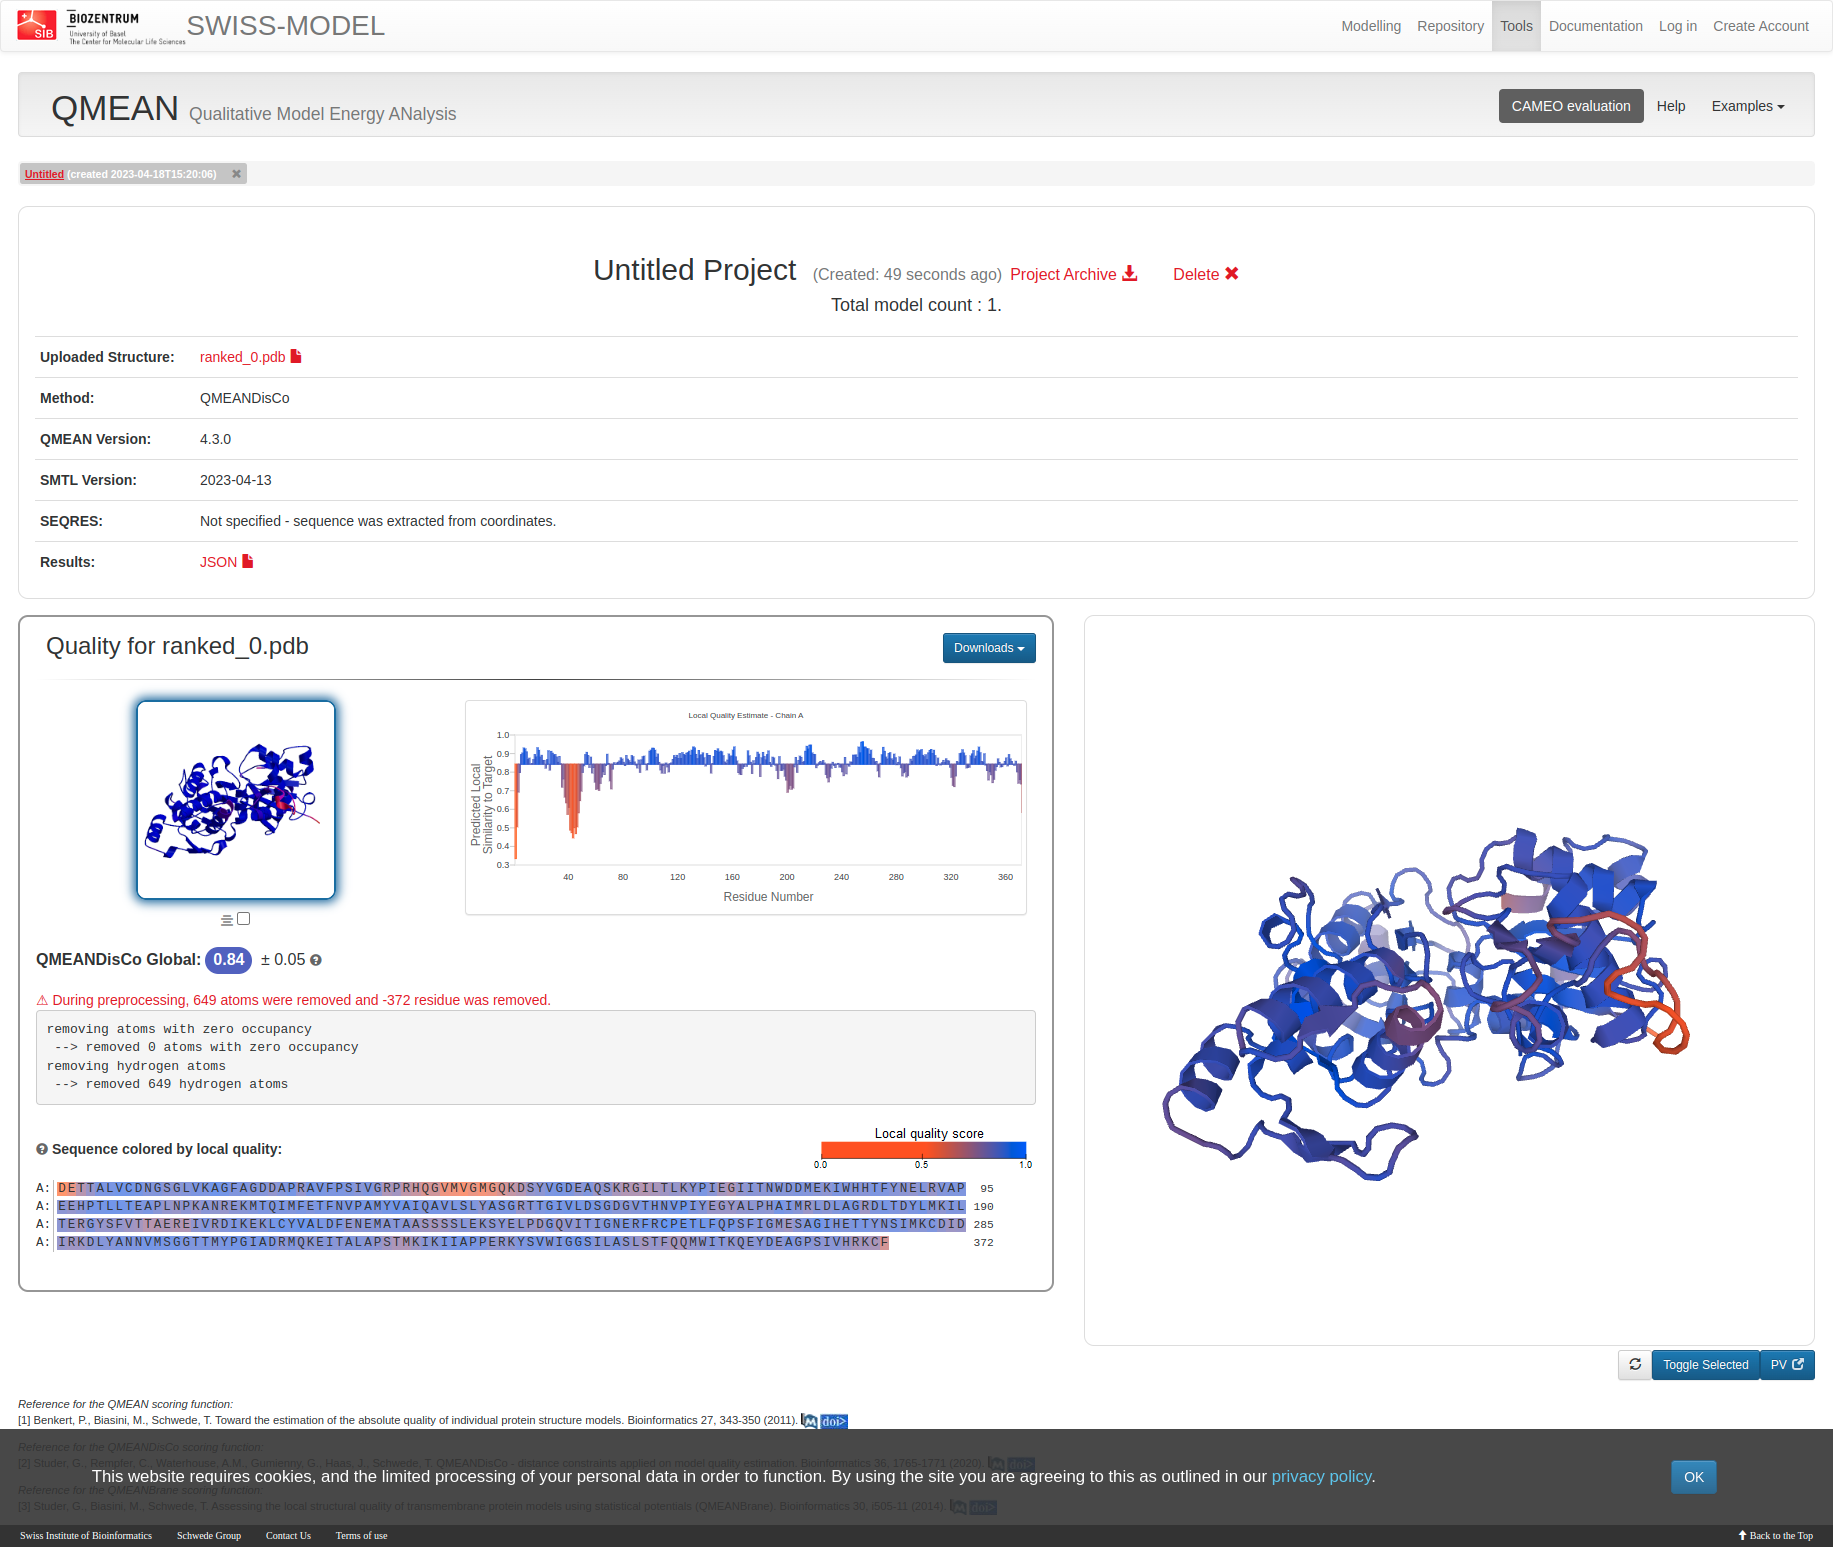 SIB
BIOZENTRUM
University of Basel
The Center for Molecular Life Sciences
SWISS-MODEL
Modelling
Repository
Tools
Documentation
Log in
Create Account
QMEAN Qualitative Model Energy ANalysis
CAMEO evaluation
Help
Examples
Untitled (created 2023-04-18T15:20:06)
Untitled Project (Created: 49 seconds ago) Project Archive Delete
Total model count : 1.
Uploaded Structure: ranked_0.pdb
Method: QMEANDisCo
QMEAN Version: 4.3.0
SMTL Version: 2023-04-13
SEQRES: Not specified - sequence was extracted from coordinates.
Results: JSON
Quality for ranked_0.pdb
Downloads
Local Quality Estimate - Chain A
Predicted Local
Similarity to Target
1.0
0.9
0.8
0.7
0.6
0.5
0.4
0.3
40 80 120 160 200 240 280 320 360
Residue Number
QMEANDisCo Global: 0.84 ± 0.05
⚠ During preprocessing, 649 atoms were removed and -372 residue was removed.
removing atoms with zero occupancy
--> removed 0 atoms with zero occupancy
removing hydrogen atoms
--> removed 649 hydrogen atoms
Sequence colored by local quality:
Local quality score
0.0 0.5 1.0
A: DETTALVCDNGSGLVKAGFAGDDAPRAVFPSIVGRPRHQGVMVGMGQKDSYVGDEAQSKRGILTLKYPIEGIITNWDDMEKIWHHTFYNELRVAP 95
A: EEHPTLLTEAPLNPKANREKMTQIMFETFNVPAMYVAIQAVLSLYASGRTTGIVLDSGDGVTHNVPIYEGYALPHAIMRLDLAGRDLTDYLMKIL 190
A: TERGYSFVTTAEREIVRDIKEKLCYVALDFENEMATAASSSSLEKSYELPDGQVITIGNERFRCPETLFQPSFIGMESAGIHETTYNSIMKCDID 285
A: IRKDLYANNVMSGGTTMYPGIADRMQKEITALAPSTMKIKIIAPPERKYSVWIGGSILASLSTFQQMWITKQEYDEAGPSIVHRKCF 372
Toggle Selected
PV
Reference for the QMEAN scoring function:
[1] Benkert, P., Biasini, M., Schwede, T. Toward the estimation of the absolute quality of individual protein structure models. Bioinformatics 27, 343-350 (2011). doi>
Reference for the QMEANDisCo scoring function:
[2] Studer, G., Rempfer, C., Waterhouse, A.M., Gumienny, G., Haas, J., Schwede, T. QMEANDisCo - distance constraints applied on model quality estimation. Bioinformatics 36, 1765-1771 (2020). doi>
This website requires cookies, and the limited processing of your personal data in order to function. By using the site you are agreeing to this as outlined in our privacy policy.
OK
Reference for the QMEANBrane scoring function:
[3] Studer, G., Biasini, M., Schwede, T. Assessing the local structural quality of transmembrane protein models using statistical potentials (QMEANBrane). Bioinformatics 30, i505-11 (2014). doi>
Swiss Institute of Bioinformatics
Schwede Group
Contact Us
Terms of use
Back to the Top